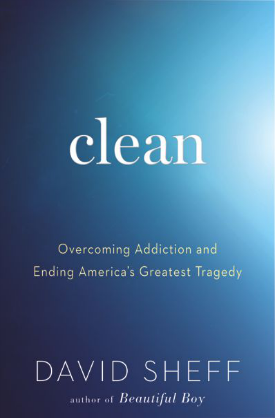 clean
Overcoming Addiction and
Ending America's Greatest Tragedy
DAVID SHEFF
author of Beautiful Boy